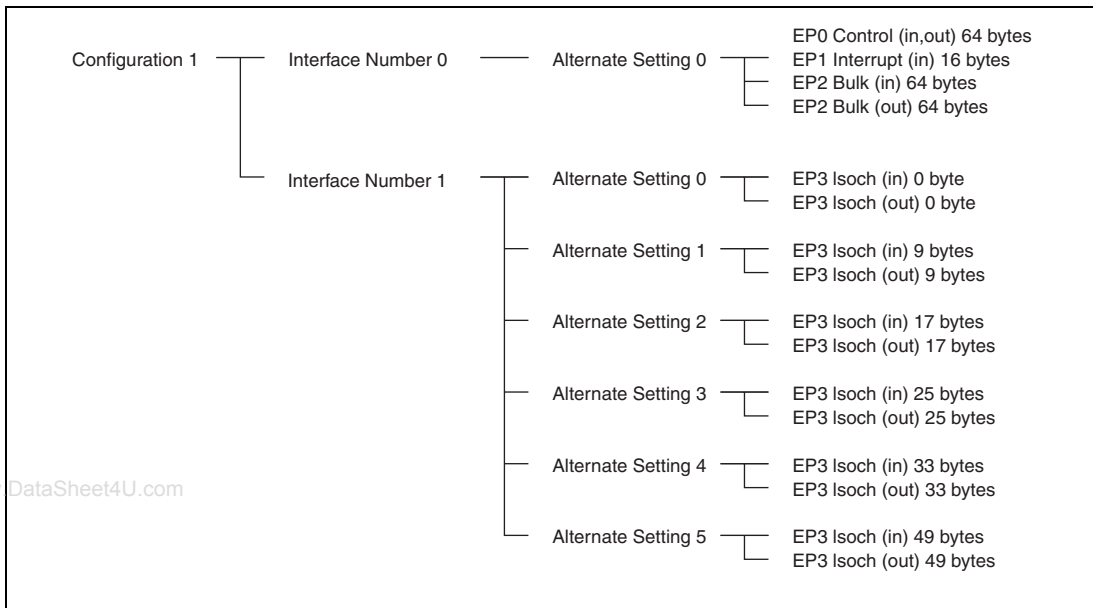 EP0 Control (in,out) 64 bytes
Configuration 1 Interface Number 0 Alternate Setting 0 EP1 Interrupt (in) 16 bytes
EP2 Bulk (in) 64 bytes
EP2 Bulk (out) 64 bytes
Interface Number 1 Alternate Setting 0 EP3 Isoch (in) 0 byte
EP3 Isoch (out) 0 byte
Alternate Setting 1 EP3 Isoch (in) 9 bytes
EP3 Isoch (out) 9 bytes
Alternate Setting 2 EP3 Isoch (in) 17 bytes
EP3 Isoch (out) 17 bytes
Alternate Setting 3 EP3 Isoch (in) 25 bytes
EP3 Isoch (out) 25 bytes
Alternate Setting 4 EP3 Isoch (in) 33 bytes
.DataSheet4U.com
EP3 Isoch (out) 33 bytes
Alternate Setting 5 EP3 Isoch (in) 49 bytes
EP3 Isoch (out) 49 bytes